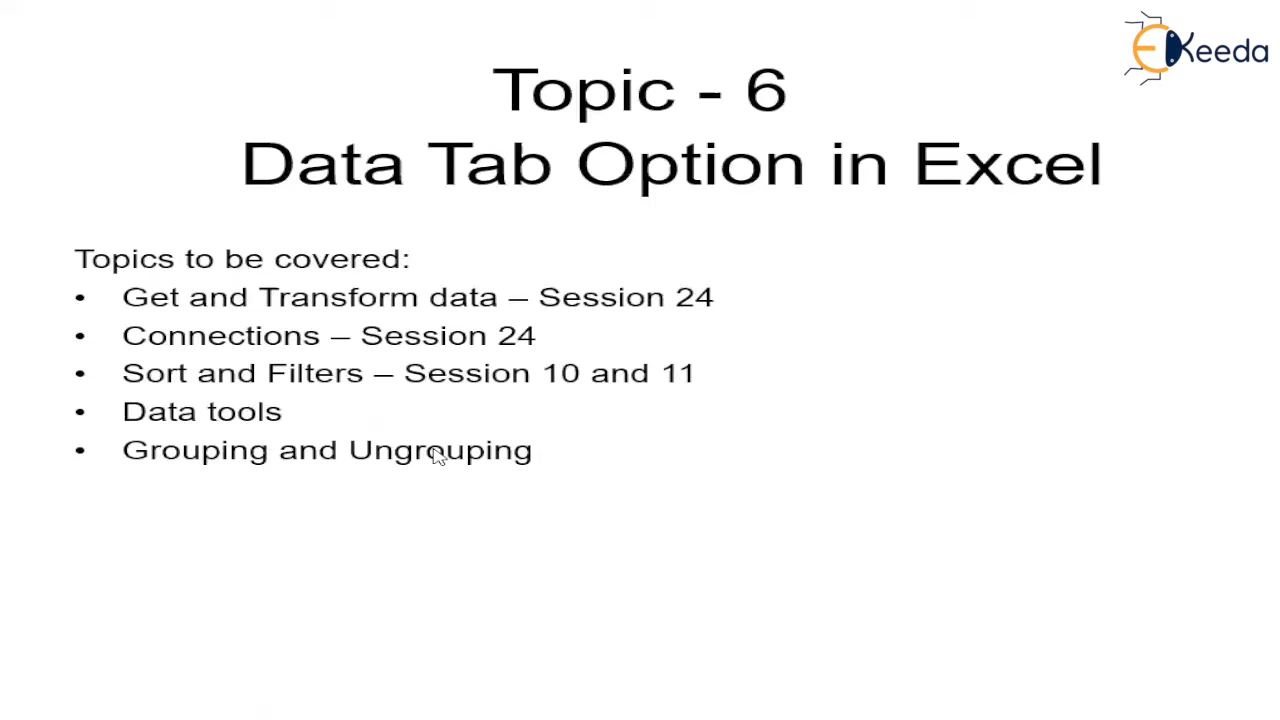 EKeeda
Topic - 6
Data Tab Option in Excel
Topics to be covered:
• Get and Transform data – Session 24
• Connections – Session 24
• Sort and Filters – Session 10 and 11
• Data tools
• Grouping and Ungrouping